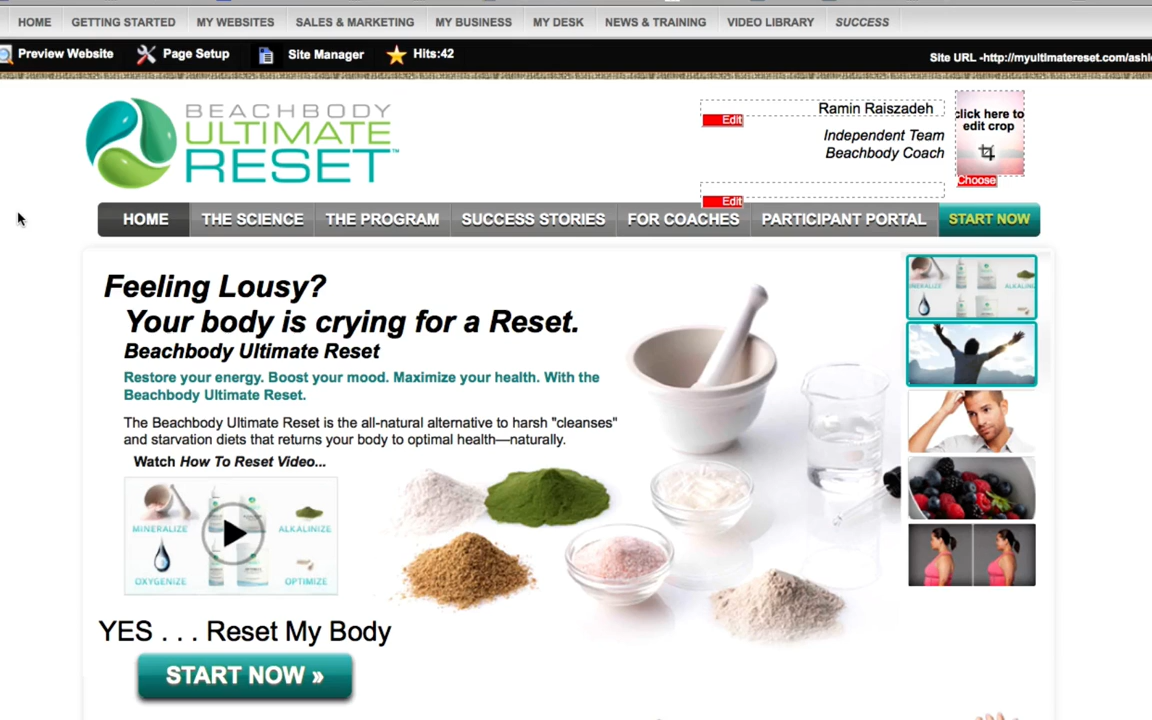 HOME GETTING STARTED MY WEBSITES SALES & MARKETING MY BUSINESS MY DESK NEWS & TRAINING VIDEO LIBRARY SUCCESS
Preview Website Page Setup Site Manager Hits:42
Site URL -http://myultimatereset.com/ashl
BEACHBODY
ULTIMATE
RESET™
Ramin Raiszadeh
Edit
Independent Team
Beachbody Coach
Edit
click here to
edit crop
Choose
HOME THE SCIENCE THE PROGRAM SUCCESS STORIES FOR COACHES PARTICIPANT PORTAL START NOW
Feeling Lousy?
Your body is crying for a Reset.
Beachbody Ultimate Reset
Restore your energy. Boost your mood. Maximize your health. With the
Beachbody Ultimate Reset.
The Beachbody Ultimate Reset is the all-natural alternative to harsh "cleanses"
and starvation diets that returns your body to optimal health—naturally.
Watch How To Reset Video...
MINERALIZE ALKALINIZE
OXYGENIZE OPTIMIZE
YES . . . Reset My Body
START NOW »